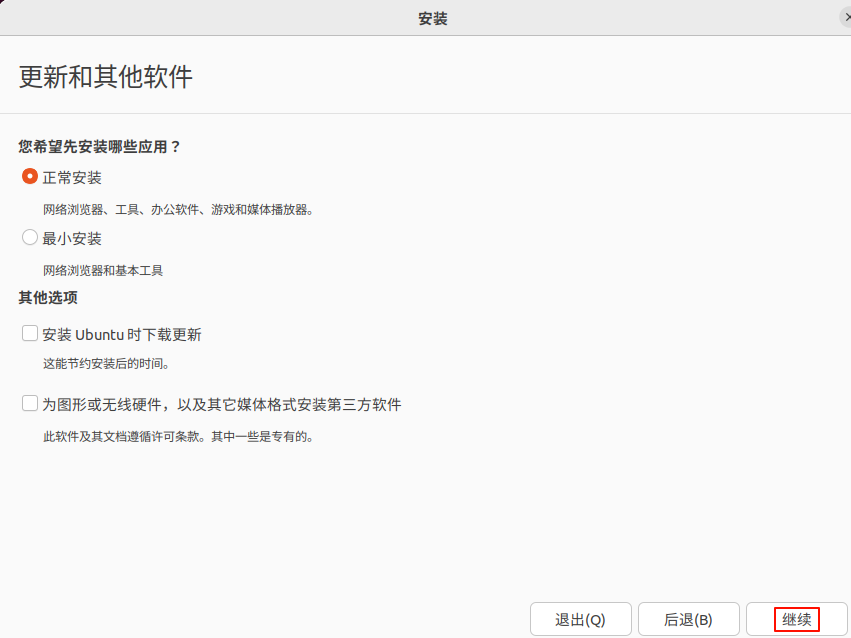 安装
更新和其他软件
您希望先安装哪些应用？
正常安装
网络浏览器、工具、办公软件、游戏和媒体播放器。
最小安装
网络浏览器和基本工具
其他选项
安装 Ubuntu 时下载更新
这能节约安装后的时间。
为图形或无线硬件，以及其它媒体格式安装第三方软件
此软件及其文档遵循许可条款。其中一些是专有的。
退出(Q) 后退(B) 继续